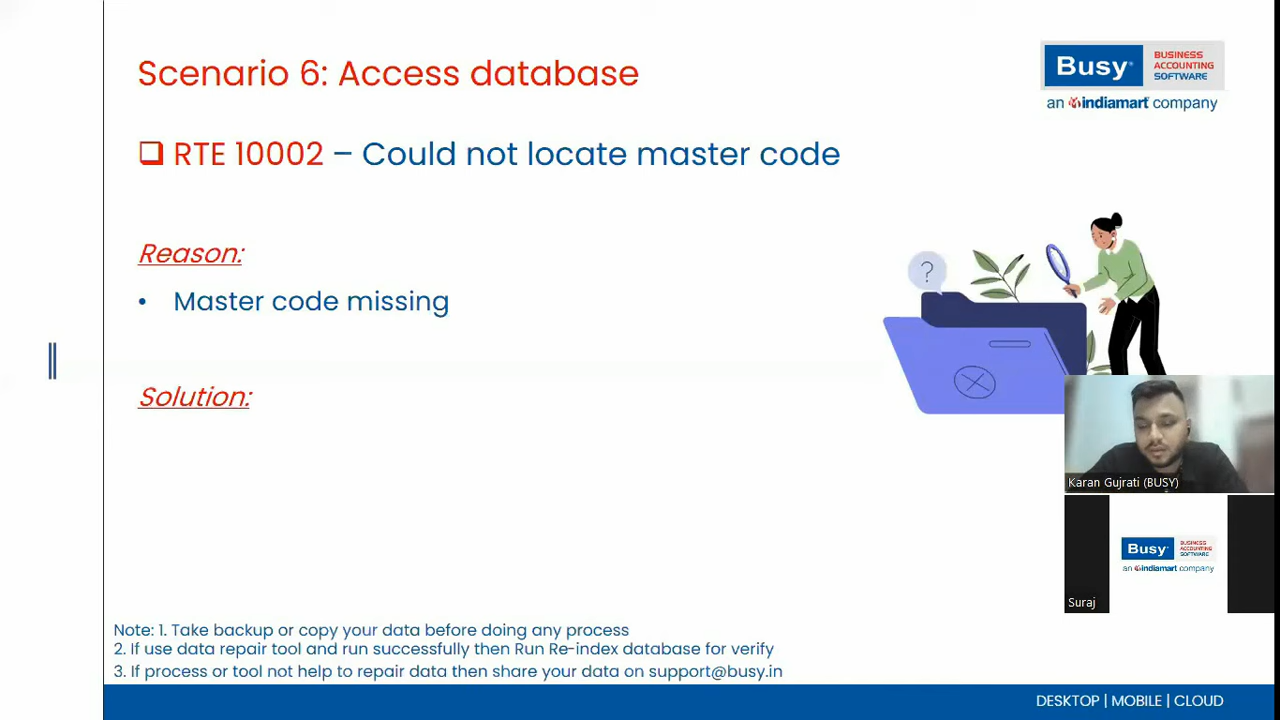 Scenario 6: Access database
Busy
BUSINESS
ACCOUNTING
SOFTWARE
an indiamart company
RTE 10002 – Could not locate master code
Reason:
• Master code missing
?
Solution:
Karan Gujrati (BUSY)
Busy
BUSINESS
ACCOUNTING
SOFTWARE
an indiamart company
Suraj
Note: 1. Take backup or copy your data before doing any process
2. If use data repair tool and run successfully then Run Re-index database for verify
3. If process or tool not help to repair data then share your data on support@busy.in
DESKTOP | MOBILE | CLOUD